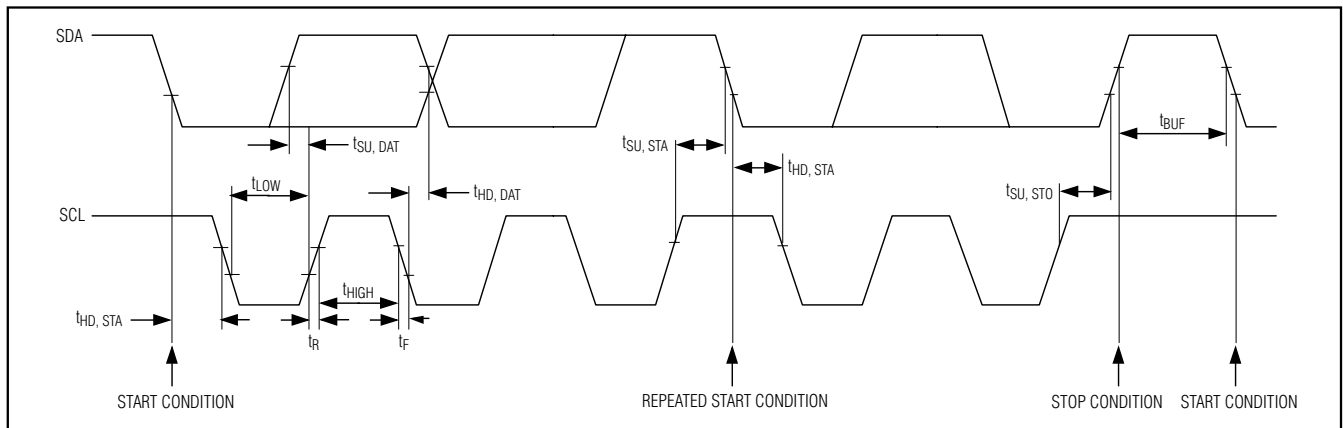 SDA
tSU, DAT
tSU, STA
tBUF
tLOW
tHD, DAT
tHD, STA
tSU, STO
SCL
tHIGH
tHD, STA
tR
tF
START CONDITION
REPEATED START CONDITION
STOP CONDITION
START CONDITION